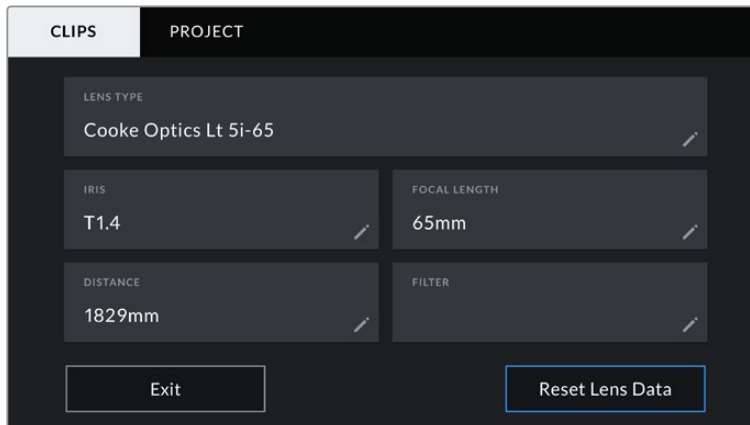 CLIPS PROJECT
LENS TYPE
Cooke Optics Lt 5i-65
IRIS FOCAL LENGTH
T1.4 65mm
DISTANCE FILTER
1829mm
Exit Reset Lens Data